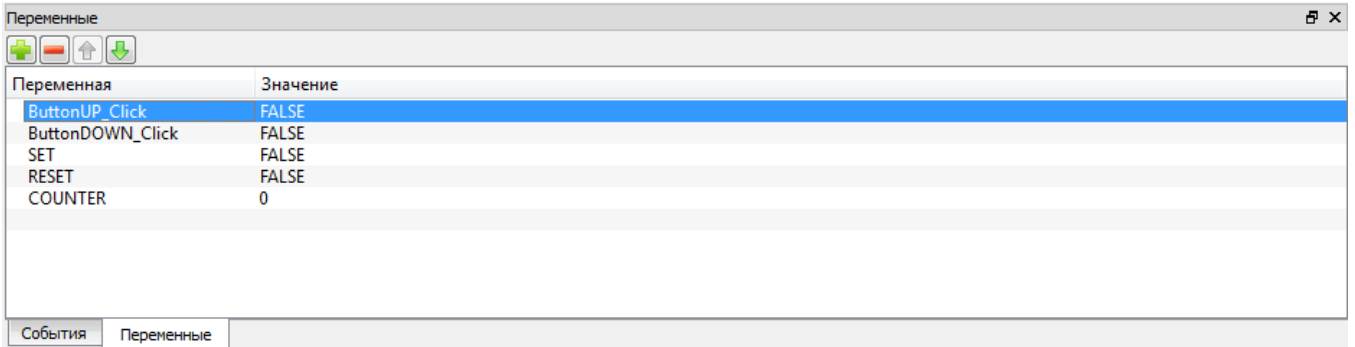 Переменные
Переменная Значение
ButtonUP_Click FALSE
ButtonDOWN_Click FALSE
SET FALSE
RESET FALSE
COUNTER 0
События Переменные